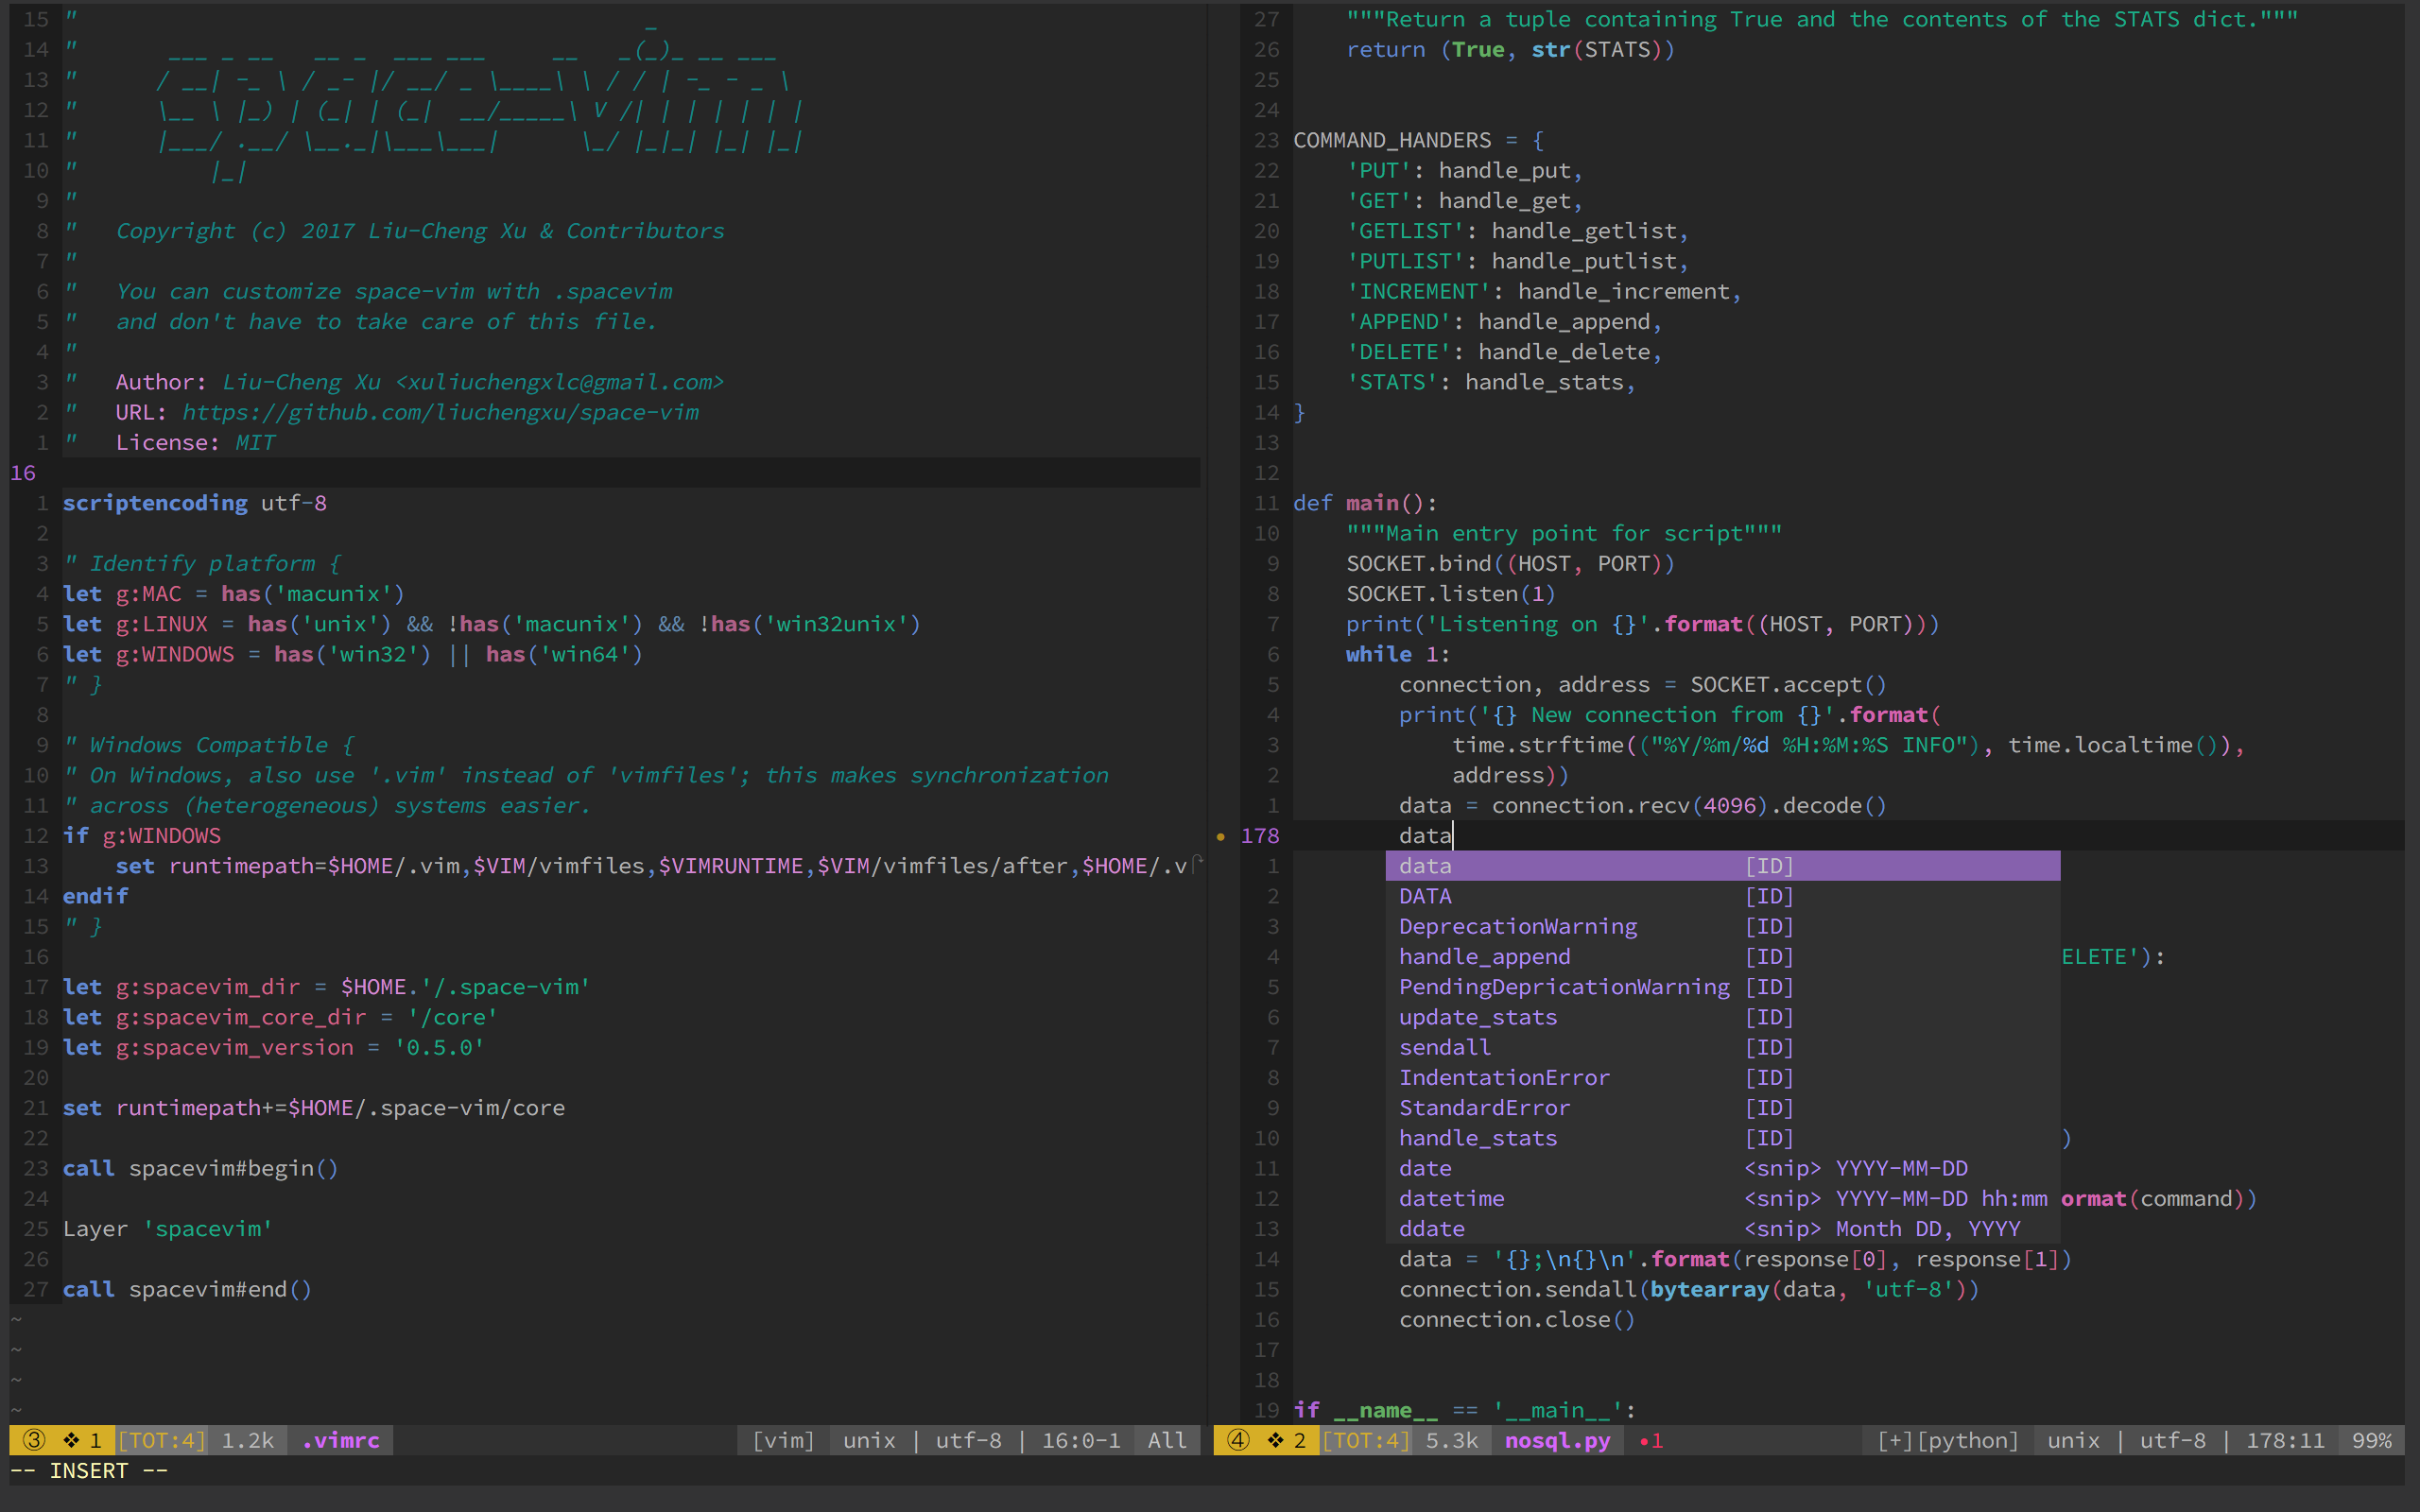 15 "                                            _
14 "       ___ _ __   __ _  ___ ___     __   _(_)_ __ ___
13 "      / __| '_ \ / _` |/ __/ _ \____\ \ / / | '_ ` _ \
12 "      \__ \ |_) | (_| | (_|  __/_____\ V /| | | | | | |
11 "      |___/ .__/ \__,_|\___\___|      \_/ |_|_| |_| |_|
10 "          |_|
9 "
8 "   Copyright (c) 2017 Liu-Cheng Xu & Contributors
7 "
6 "   You can customize space-vim with .spacevim
5 "   and don't have to take care of this file.
4 "
3 "   Author: Liu-Cheng Xu <xuliuchengxlc@gmail.com>
2 "   URL: https://github.com/liuchengxu/space-vim
1 "   License: MIT
16
1 scriptencoding utf-8
2
3 " Identify platform {
4 let g:MAC = has('macunix')
5 let g:LINUX = has('unix') && !has('macunix') && !has('win32unix')
6 let g:WINDOWS = has('win32') || has('win64')
7 " }
8
9 " Windows Compatible {
10 " On Windows, also use '.vim' instead of 'vimfiles'; this makes synchronization
11 " across (heterogeneous) systems easier.
12 if g:WINDOWS
13     set runtimepath=$HOME/.vim,$VIM/vimfiles,$VIMRUNTIME,$VIM/vimfiles/after,$HOME/.v
14 endif
15 " }
16
17 let g:spacevim_dir = $HOME.'/.space-vim'
18 let g:spacevim_core_dir = '/core'
19 let g:spacevim_version = '0.5.0'
20
21 set runtimepath+=$HOME/.space-vim/core
22
23 call spacevim#begin()
24
25 Layer 'spacevim'
26
27 call spacevim#end()
~
~
~
~
③ ❖ 1 [TOT:4] 1.2k .vimrc [vim] unix | utf-8 | 16:0-1 All
-- INSERT --
27     """Return a tuple containing True and the contents of the STATS dict."""
26     return (True, str(STATS))
25
24
23 COMMAND_HANDERS = {
22     'PUT': handle_put,
21     'GET': handle_get,
20     'GETLIST': handle_getlist,
19     'PUTLIST': handle_putlist,
18     'INCREMENT': handle_increment,
17     'APPEND': handle_append,
16     'DELETE': handle_delete,
15     'STATS': handle_stats,
14 }
13
12
11 def main():
10     """Main entry point for script"""
9     SOCKET.bind((HOST, PORT))
8     SOCKET.listen(1)
7     print('Listening on {}'.format((HOST, PORT)))
6     while 1:
5         connection, address = SOCKET.accept()
4         print('{} New connection from {}'.format(
3             time.strftime(("%Y/%m/%d %H:%M:%S INFO"), time.localtime()),
2             address))
1         data = connection.recv(4096).decode()
178         data
1 data [ID]
2 DATA [ID]
3 DeprecationWarning [ID]
4 handle_append [ID] ELETE'):
5 PendingDepricationWarning [ID]
6 update_stats [ID]
7 sendall [ID]
8 IndentationError [ID]
9 StandardError [ID]
10 handle_stats [ID] )
11 date <snip> YYYY-MM-DD
12 datetime <snip> YYYY-MM-DD hh:mm ormat(command))
13 ddate <snip> Month DD, YYYY
14         data = '{};\n{}\n'.format(response[0], response[1])
15         connection.sendall(bytearray(data, 'utf-8'))
16         connection.close()
17
18
19 if __name__ == '__main__':
④ ❖ 2 [TOT:4] 5.3k nosql.py •1 [+][python] unix | utf-8 | 178:11 99%